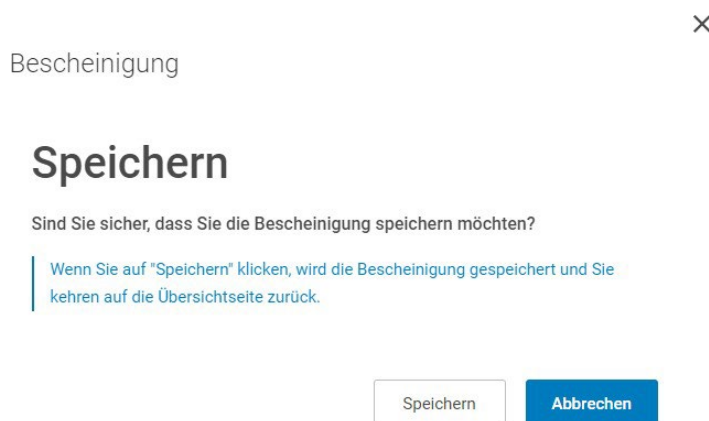 Bescheinigung
Speichern
Sind Sie sicher, dass Sie die Bescheinigung speichern möchten?
Wenn Sie auf "Speichern" klicken, wird die Bescheinigung gespeichert und Sie
kehren auf die Übersichtseite zurück.
Speichern
Abbrechen